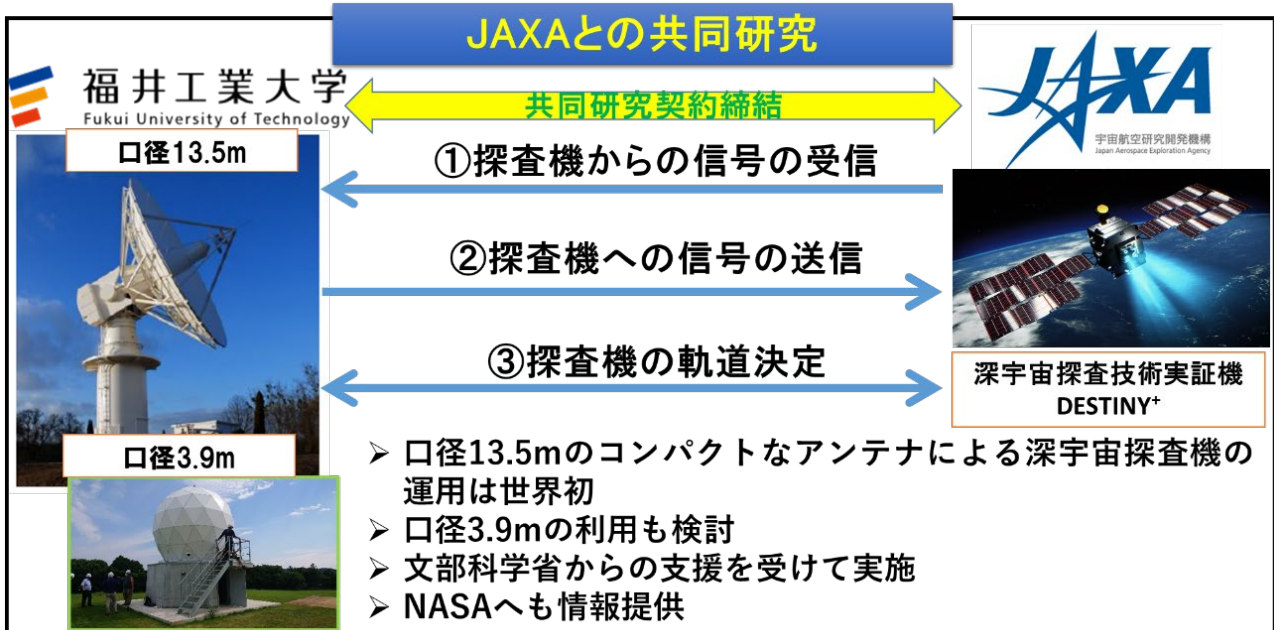 JAXAとの共同研究
福井工業大学
Fukui University of Technology
共同研究契約締結
JAXA
宇宙航空研究開発機構
Japan Aerospace Exploration Agency
口径13.5m
①探査機からの信号の受信
②探査機への信号の送信
③探査機の軌道決定
深宇宙探査技術実証機
DESTINY⁺
口径3.9m
➢ 口径13.5mのコンパクトなアンテナによる深宇宙探査機の
運用は世界初
➢ 口径3.9mの利用も検討
➢ 文部科学省からの支援を受けて実施
➢ NASAへも情報提供